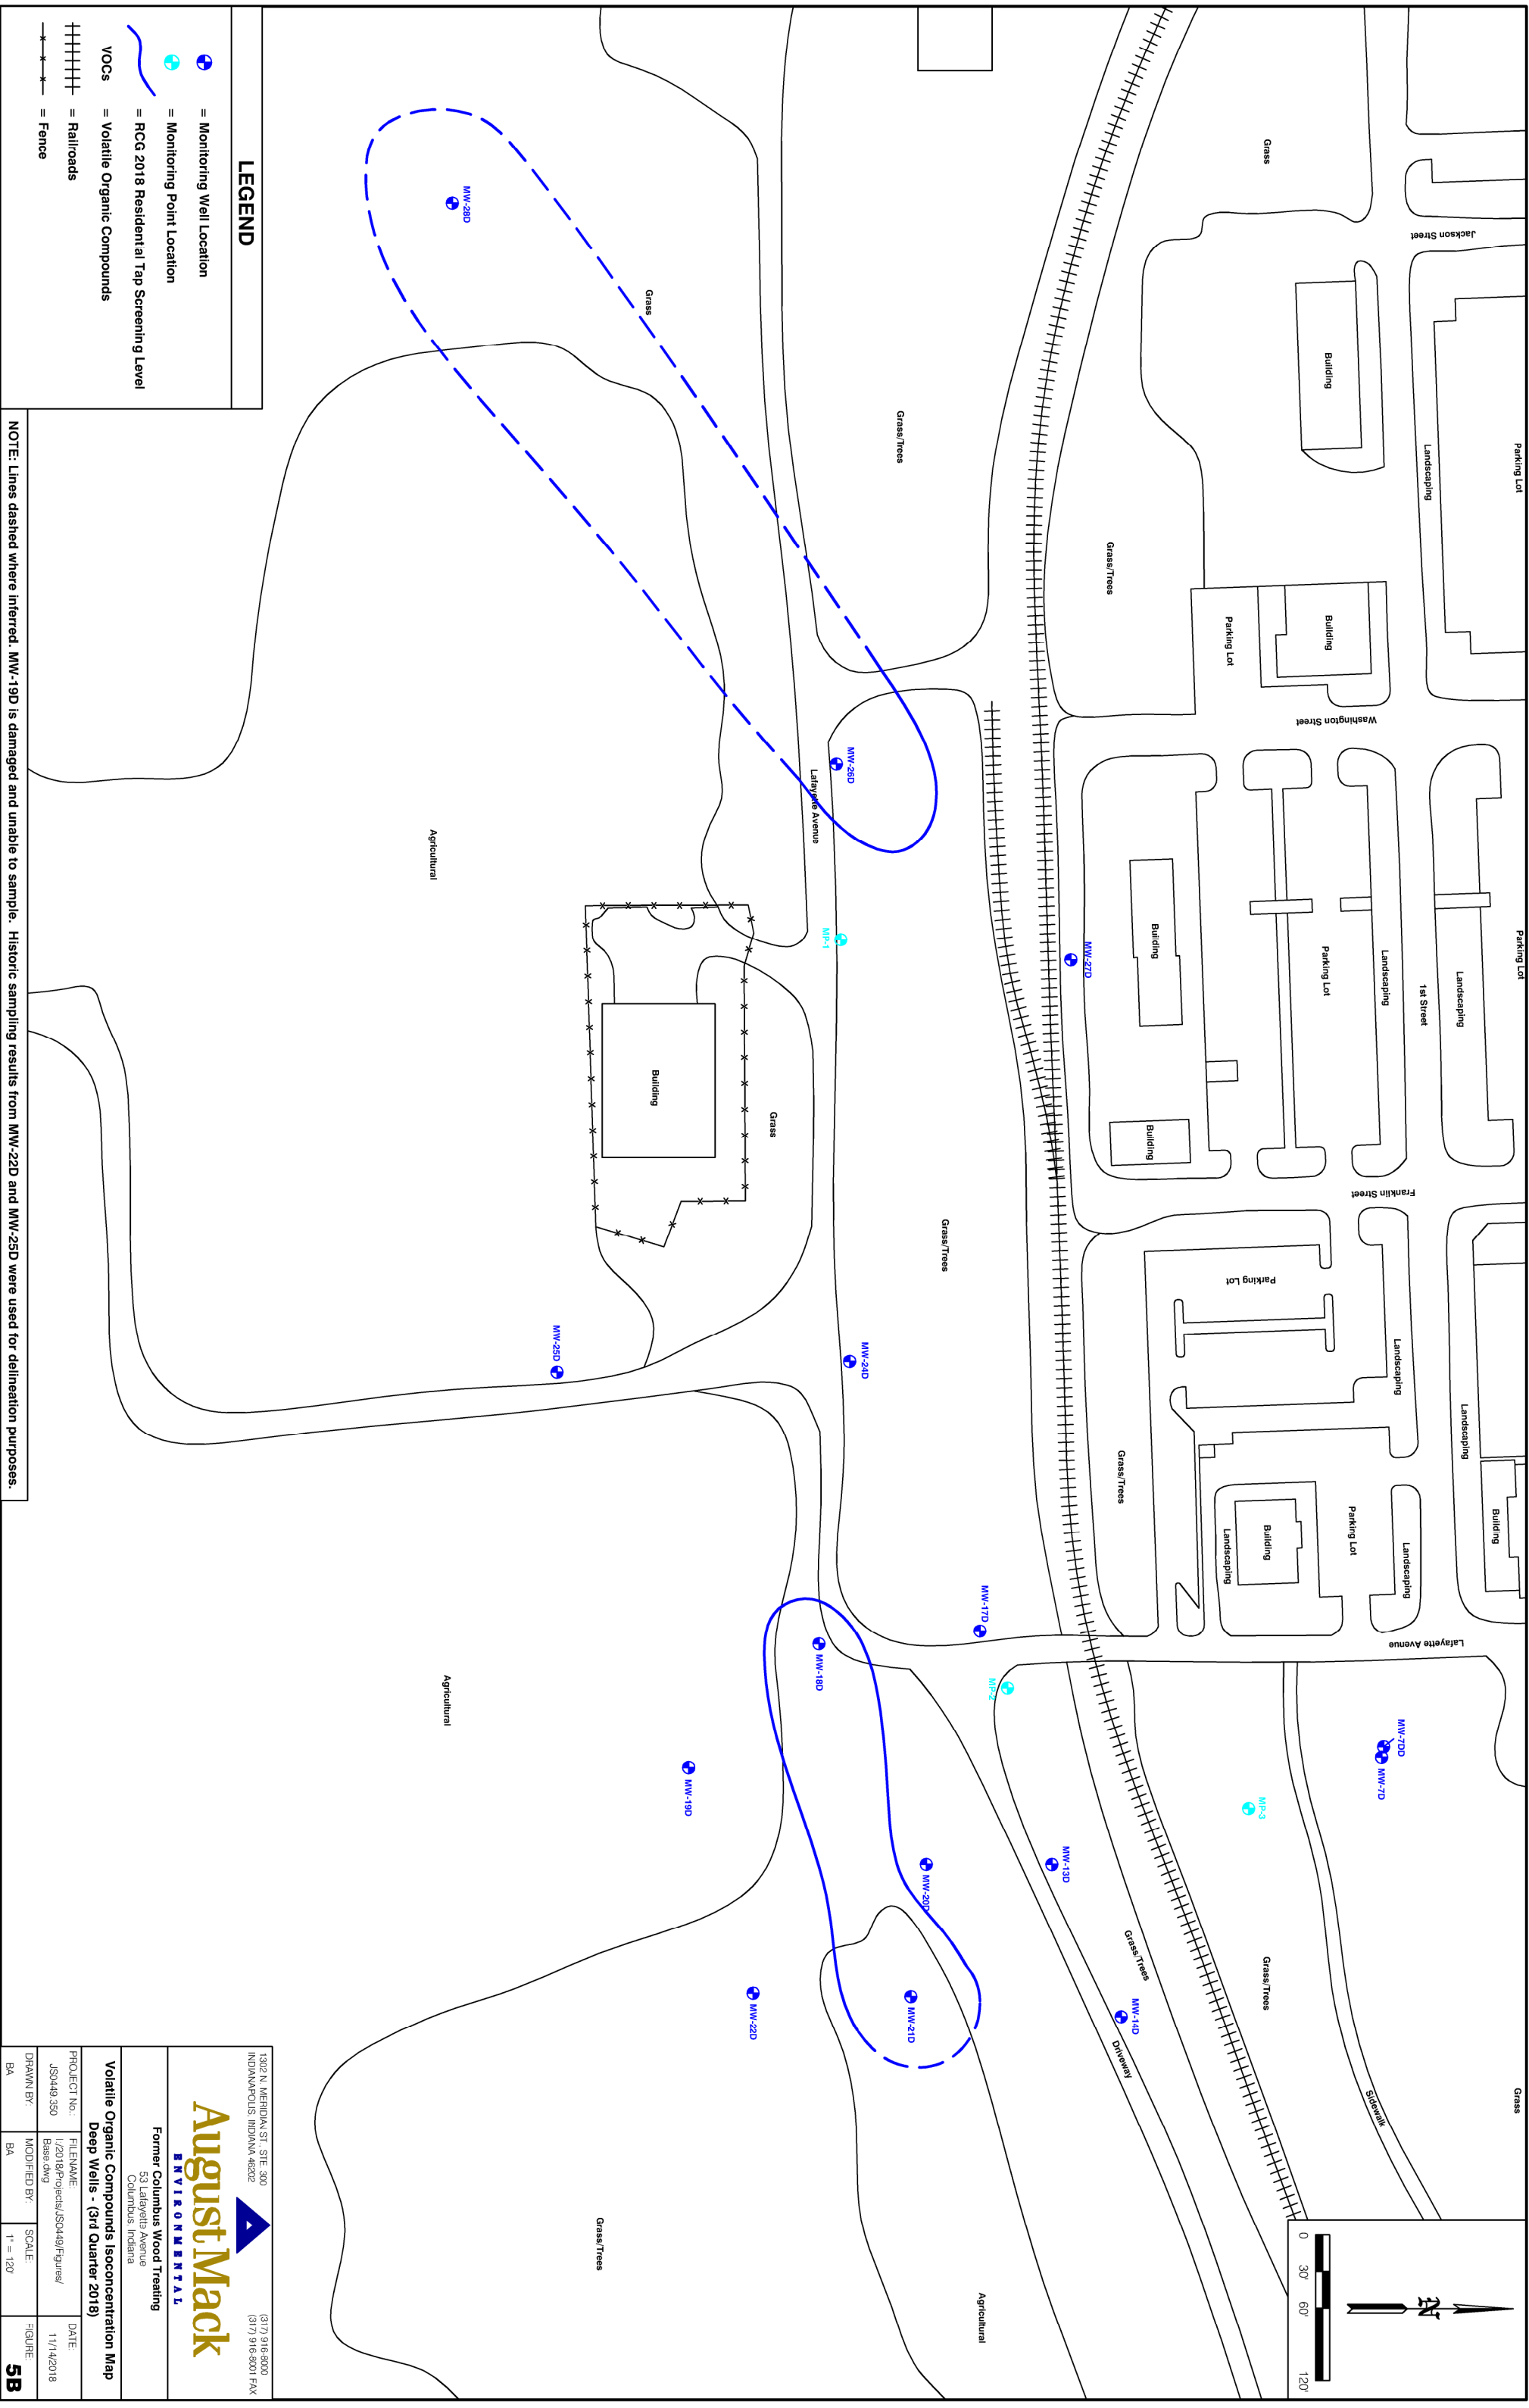 Jackson Street
Grass
Building
Parking Lot
Landscaping
Grass/Trees
Grass/Trees
Building
Parking Lot
Washington Street
Grass
MW-28D
MW-26D
Lafayette Avenue
MP-1
MW-27D
Building
Parking Lot
Landscaping
1st Street
Landscaping
Parking Lot
Agricultural
Building
Grass
Building
Franklin Street
Grass/Trees
Parking Lot
Landscaping
Landscaping
MW-25D
MW-24D
Grass/Trees
Building
Landscaping
Parking Lot
Landscaping
Building
MW-17D
Lafayette Avenue
MW-18D
MP-2
MW-7DD
MW-7D
MP-3
Agricultural
MW-19D
MW-20D
MW-13D
Grass/Trees
Grass/Trees
MW-22D
MW-21D
MW-14D
Driveway
Sidewalk
Grass
Grass/Trees
Agricultural
N
0
30'
60'
120'
LEGEND
= Monitoring Well Location
= Monitoring Point Location
= RCG 2018 Residental Tap Screening Level
VOCs = Volatile Organic Compounds
= Railroads
= Fence
NOTE: Lines dashed where inferred. MW-19D is damaged and unable to sample. Historic sampling results from MW-22D and MW-25D were used for delineation purposes.
1302 N. MERIDIAN ST., STE. 300
INDIANAPOLIS, INDIANA 46202
(317) 916-8000
(317) 916-8001 FAX
August Mack
ENVIRONMENTAL
Former Columbus Wood Treating
53 Lafayette Avenue
Columbus, Indiana
Volatile Organic Compounds Isoconcentration Map
Deep Wells - (3rd Quarter 2018)
PROJECT No.:
JS0449.350
FILENAME:
I:/2018/Projects/JS0449/Figures/
Base.dwg
DATE:
11/14/2018
DRAWN BY:
BA
MODIFIED BY:
BA
SCALE:
1" = 120'
FIGURE:
5B